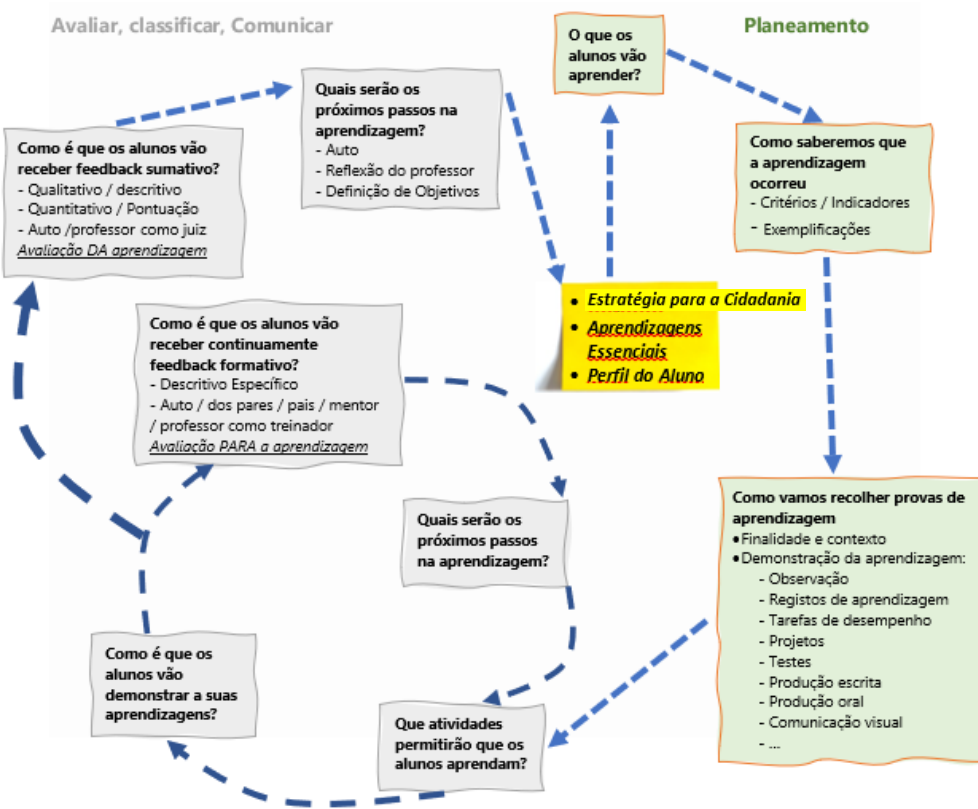 Avaliar, classificar, Comunicar
Planeamento
O que os
alunos vão
aprender?
Como saberemos que
a aprendizagem
ocorreu
- Critérios / Indicadores
- Exemplificações
Como vamos recolher provas de
aprendizagem
•Finalidade e contexto
•Demonstração da aprendizagem:
- Observação
- Registos de aprendizagem
- Tarefas de desempenho
- Projetos
- Testes
- Produção escrita
- Produção oral
- Comunicação visual
- ...
Que atividades
permitirão que os
alunos aprendam?
Como é que os
alunos vão
demonstrar a suas
aprendizagens?
Como é que os alunos vão
receber continuamente
feedback formativo?
- Descritivo Específico
- Auto / dos pares / pais / mentor
/ professor como treinador
Avaliação PARA a aprendizagem
Quais serão os
próximos passos
na aprendizagem?
Como é que os alunos vão
receber feedback sumativo?
- Qualitativo / descritivo
- Quantitativo / Pontuação
- Auto /professor como juiz
Avaliação DA aprendizagem
Quais serão os
próximos passos na
aprendizagem?
- Auto
- Reflexão do professor
- Definição de Objetivos
• Estratégia para a Cidadania
• Aprendizagens
Essenciais
• Perfil do Aluno